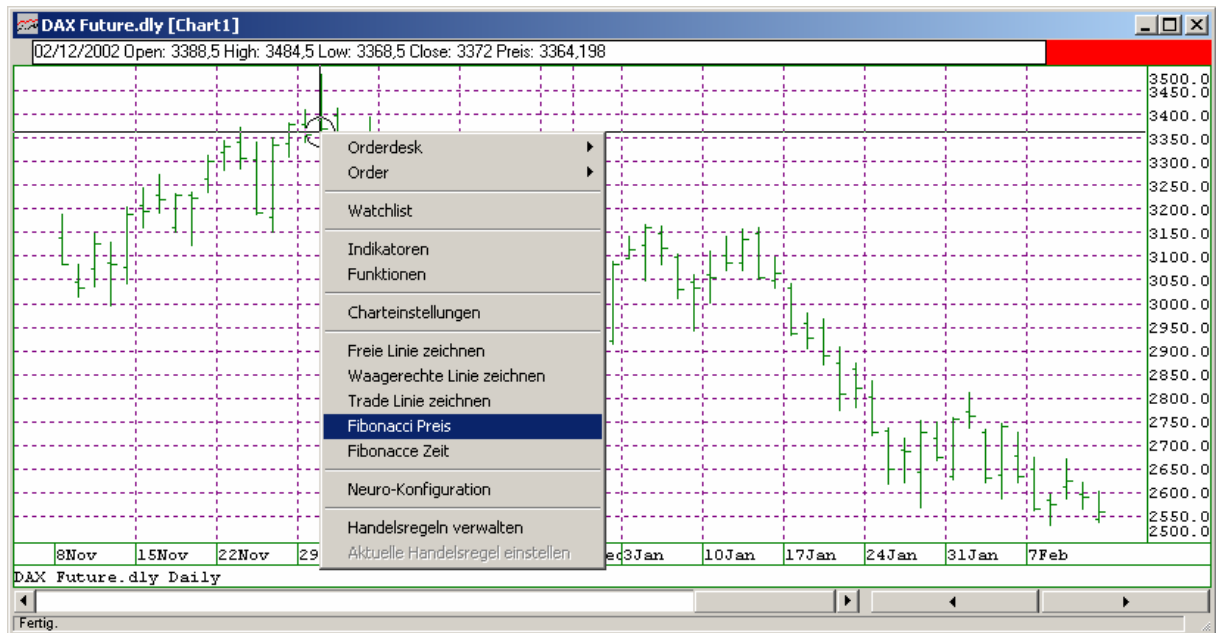 DAX Future.dly [Chart1]
02/12/2002 Open: 3388,5 High: 3484,5 Low: 3368,5 Close: 3372 Preis: 3364,198
3500.0
3450.0
3400.0
3350.0
3300.0
3250.0
3200.0
3150.0
3100.0
3050.0
3000.0
2950.0
2900.0
2850.0
2800.0
2750.0
2700.0
2650.0
2600.0
2550.0
2500.0
Orderdesk
Order
Watchlist
Indikatoren
Funktionen
Charteinstellungen
Freie Linie zeichnen
Waagerechte Linie zeichnen
Trade Linie zeichnen
Fibonacci Preis
Fibonacce Zeit
Neuro-Konfiguration
Handelsregeln verwalten
Aktuelle Handelsregel einstellen
8Nov 15Nov 22Nov 29 3Jan 10Jan 17Jan 24Jan 31Jan 7Feb
DAX Future.dly Daily
Fertig.